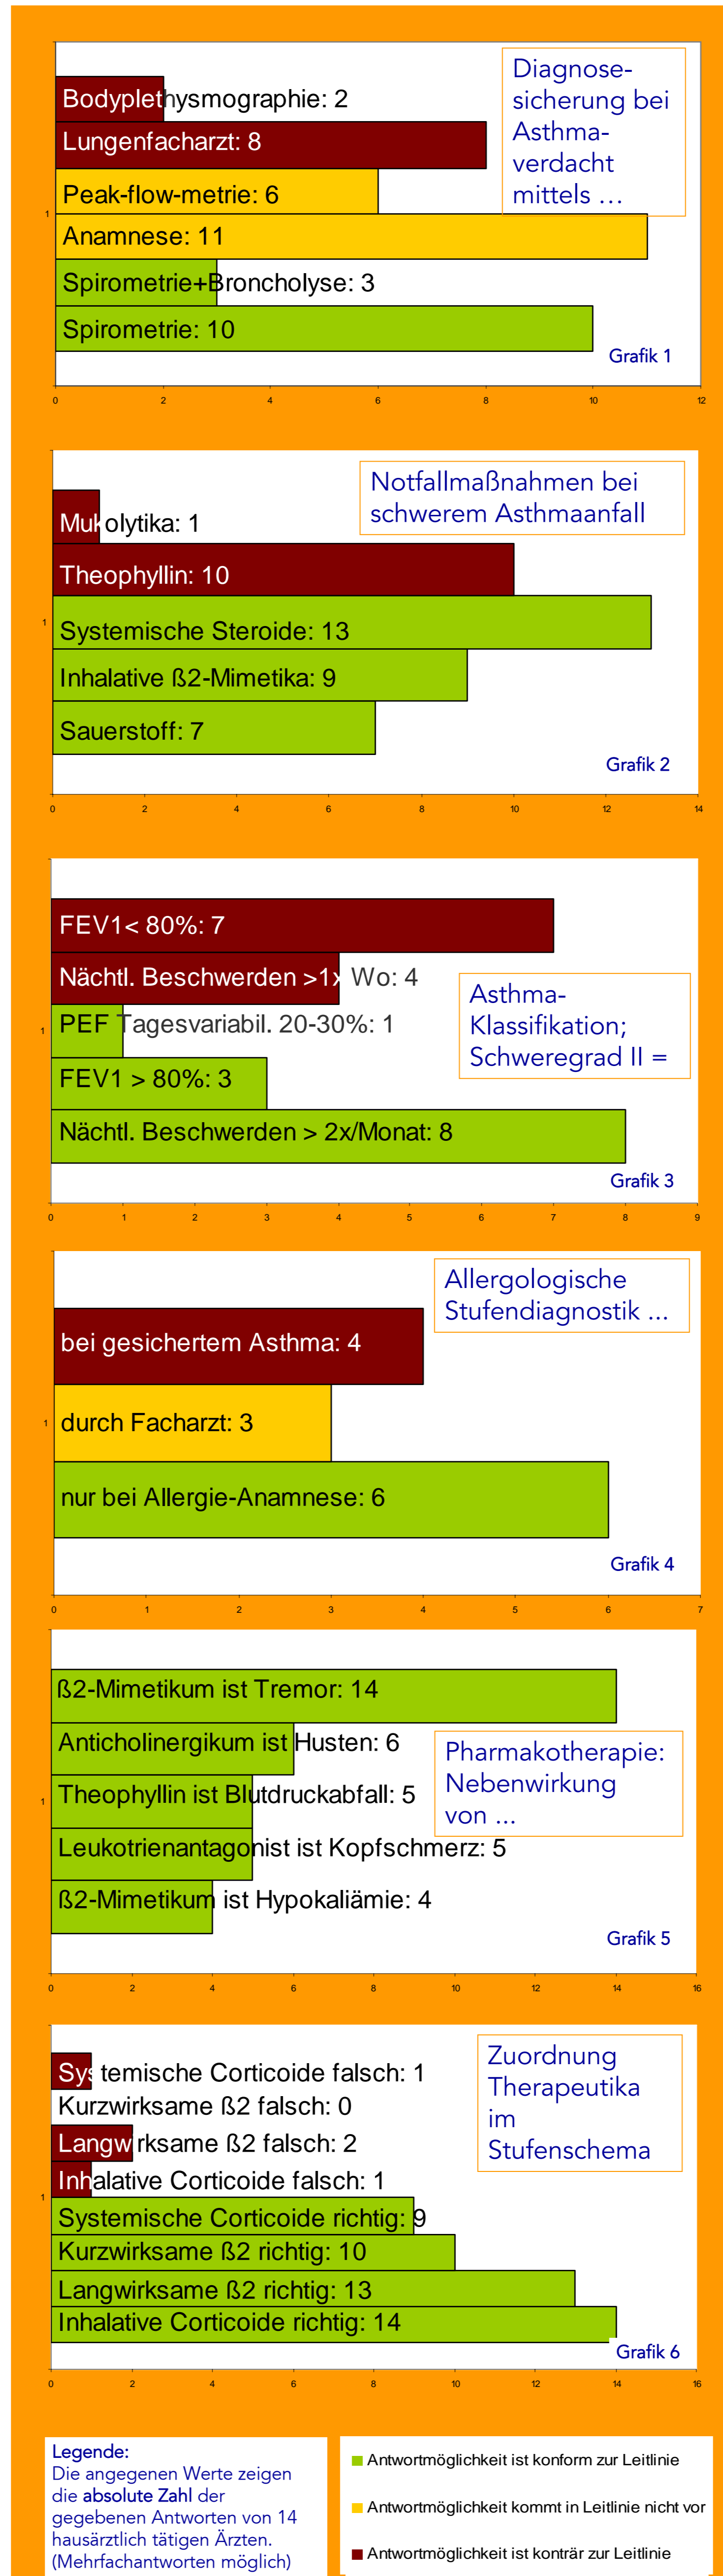 Diagnose-
sicherung bei
Asthma-
verdacht
mittels …
Bodyplethysmographie: 2
Lungenfacharzt: 8
Peak-flow-metrie: 6
1
Anamnese: 11
Spirometrie+Broncholyse: 3
Spirometrie: 10
Grafik 1
0 2 4 6 8 10 12
Notfallmaßnahmen bei
schwerem Asthmaanfall
Mukolytika: 1
Theophyllin: 10
1
Systemische Steroide: 13
Inhalative ß2-Mimetika: 9
Sauerstoff: 7
Grafik 2
0 2 4 6 8 10 12 14
FEV1< 80%: 7
Nächtl. Beschwerden >1x Wo: 4
Asthma-
Klassifikation;
Schweregrad II =
1
PEF Tagesvariabil. 20-30%: 1
FEV1 > 80%: 3
Nächtl. Beschwerden > 2x/Monat: 8
Grafik 3
0 1 2 3 4 5 6 7 8 9
Allergologische
Stufendiagnostik ...
bei gesichertem Asthma: 4
1
durch Facharzt: 3
nur bei Allergie-Anamnese: 6
Grafik 4
0 1 2 3 4 5 6 7
ß2-Mimetikum ist Tremor: 14
Anticholinergikum ist Husten: 6
Pharmakotherapie:
Nebenwirkung
von ...
1
Theophyllin ist Blutdruckabfall: 5
Leukotrienantagonist ist Kopfschmerz: 5
ß2-Mimetikum ist Hypokaliämie: 4
Grafik 5
0 2 4 6 8 10 12 14 16
Zuordnung
Therapeutika
im
Stufenschema
Systemische Corticoide falsch: 1
Kurzwirksame ß2 falsch: 0
Langwirksame ß2 falsch: 2
Inhalative Corticoide falsch: 1
1
Systemische Corticoide richtig: 9
Kurzwirksame ß2 richtig: 10
Langwirksame ß2 richtig: 13
Inhalative Corticoide richtig: 14
Grafik 6
0 2 4 6 8 10 12 14 16
Legende:
Die angegenen Werte zeigen
die absolute Zahl der
gegebenen Antworten von 14
hausärztlich tätigen Ärzten.
(Mehrfachantworten möglich)
Antwortmöglichkeit ist konform zur Leitlinie
Antwortmöglichkeit kommt in Leitlinie nicht vor
Antwortmöglichkeit ist konträr zur Leitlinie